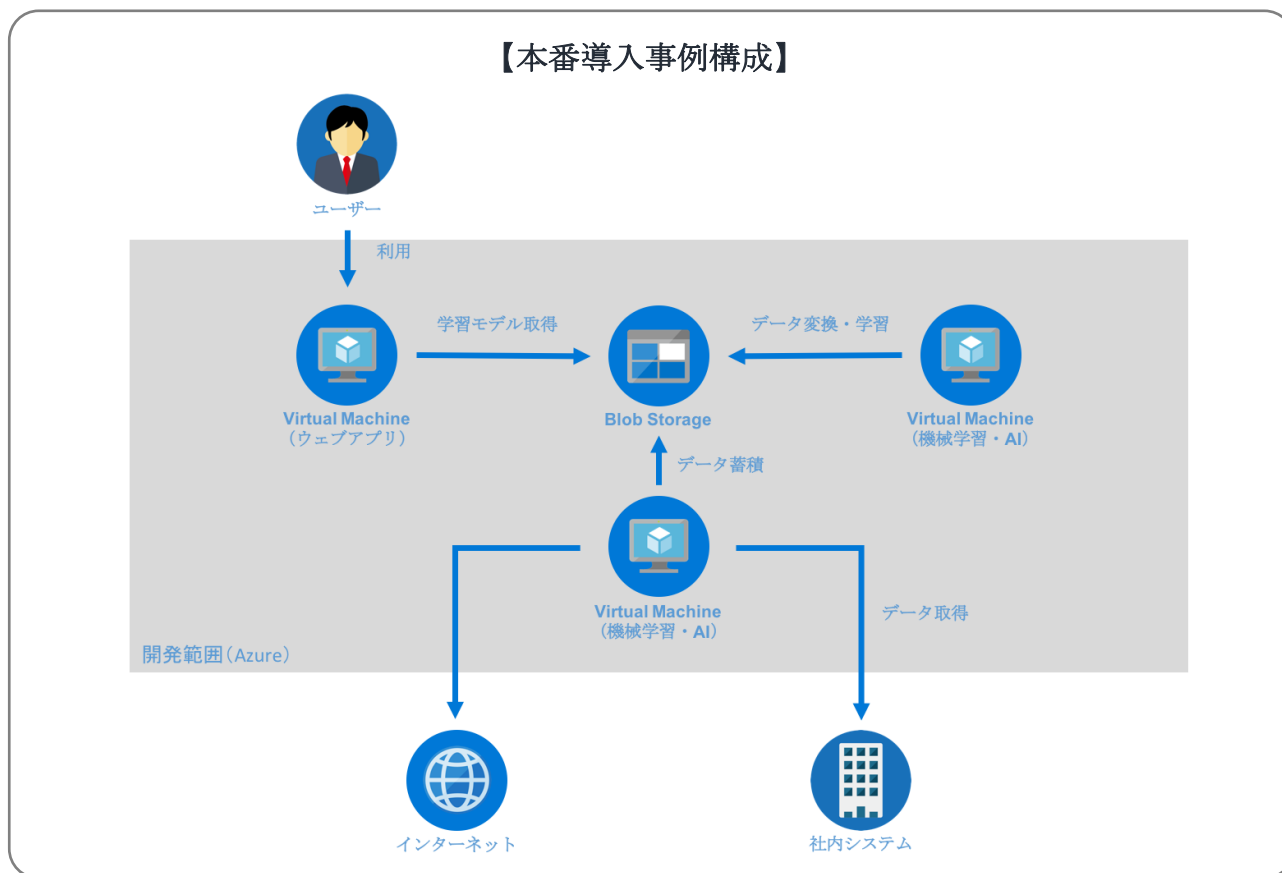 【本番導入事例構成】
ユーザー
利用
学習モデル取得
データ変換・学習
Virtual Machine
（ウェブアプリ）
Blob Storage
Virtual Machine
（機械学習・AI）
データ蓄積
Virtual Machine
（機械学習・AI）
データ取得
開発範囲（Azure）
インターネット
社内システム